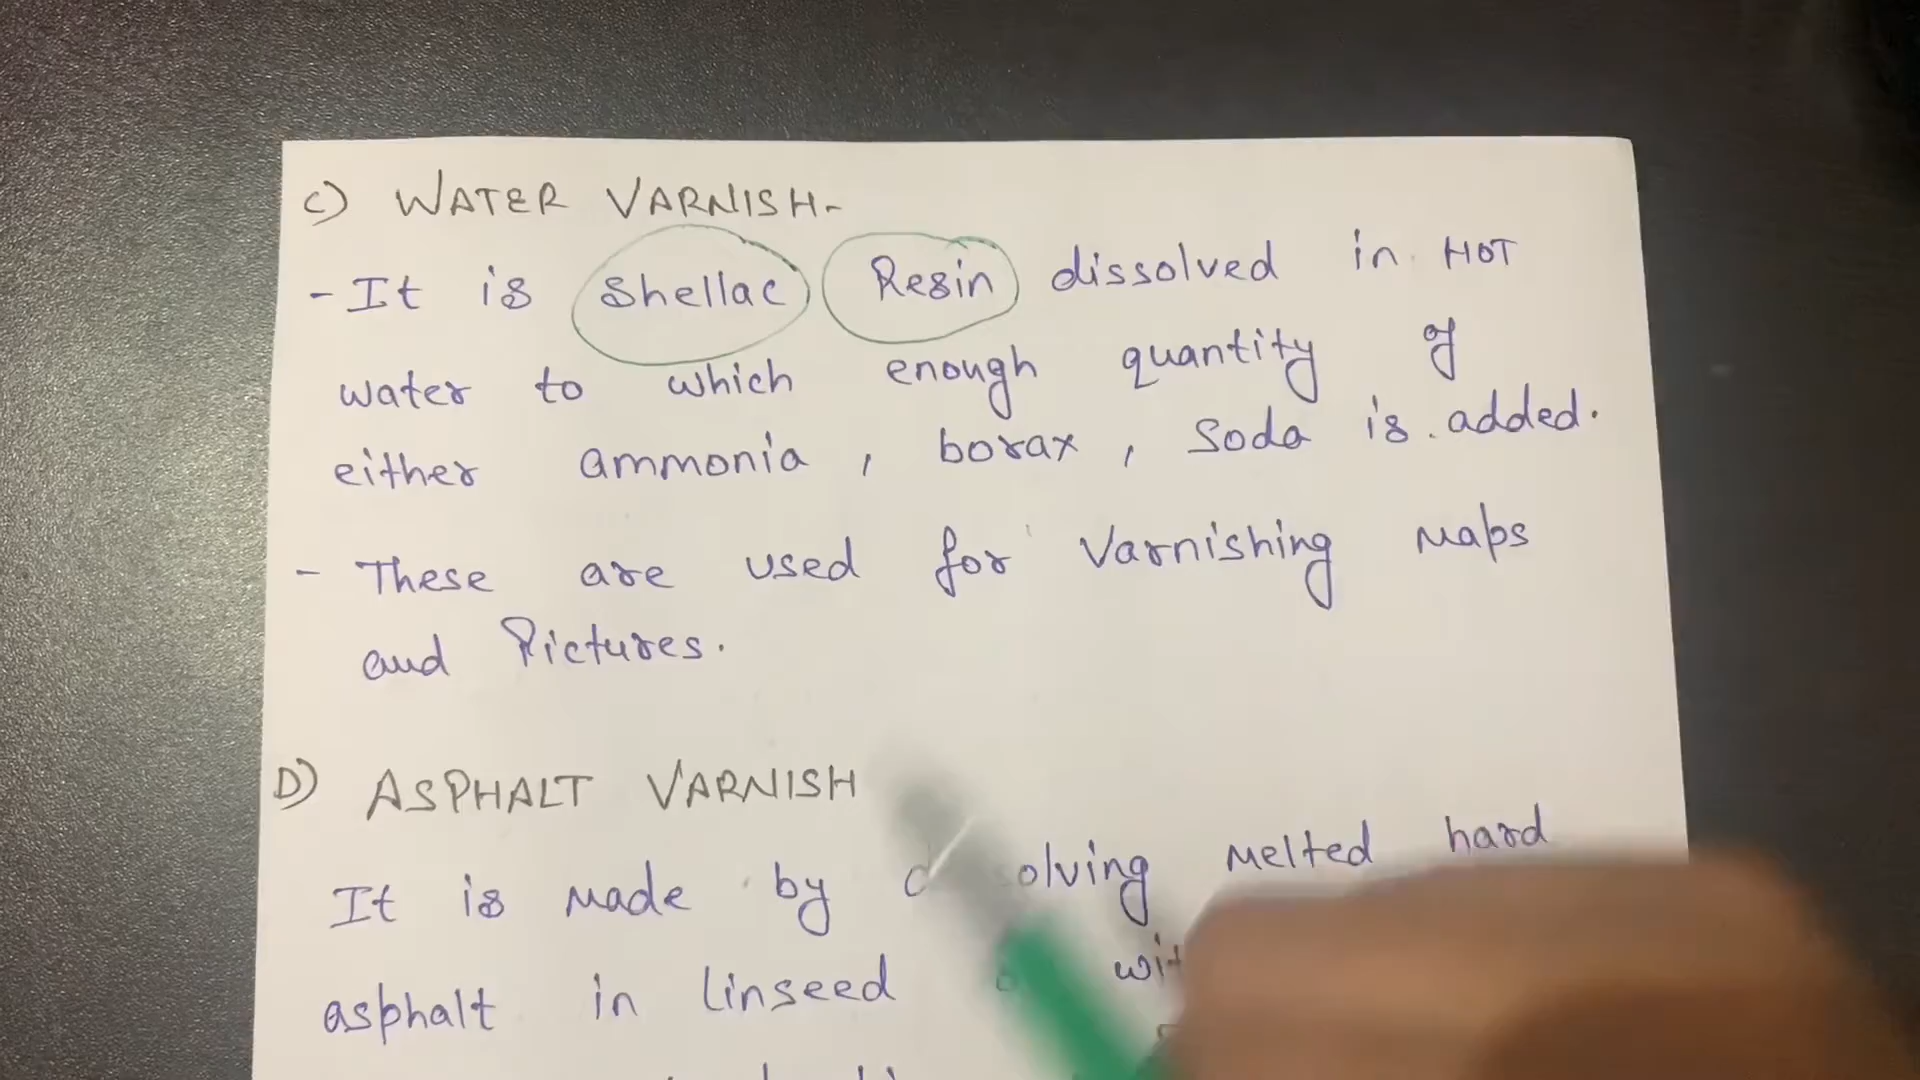 C) WATER VARNISH-
- It is Shellac Resin dissolved in HOT
water to which enough quantity of
either ammonia, borax, Soda is added.
- These are used for Varnishing Maps
and Pictures.
D) ASPHALT VARNISH
It is Made by Melted hard
asphalt in linseed